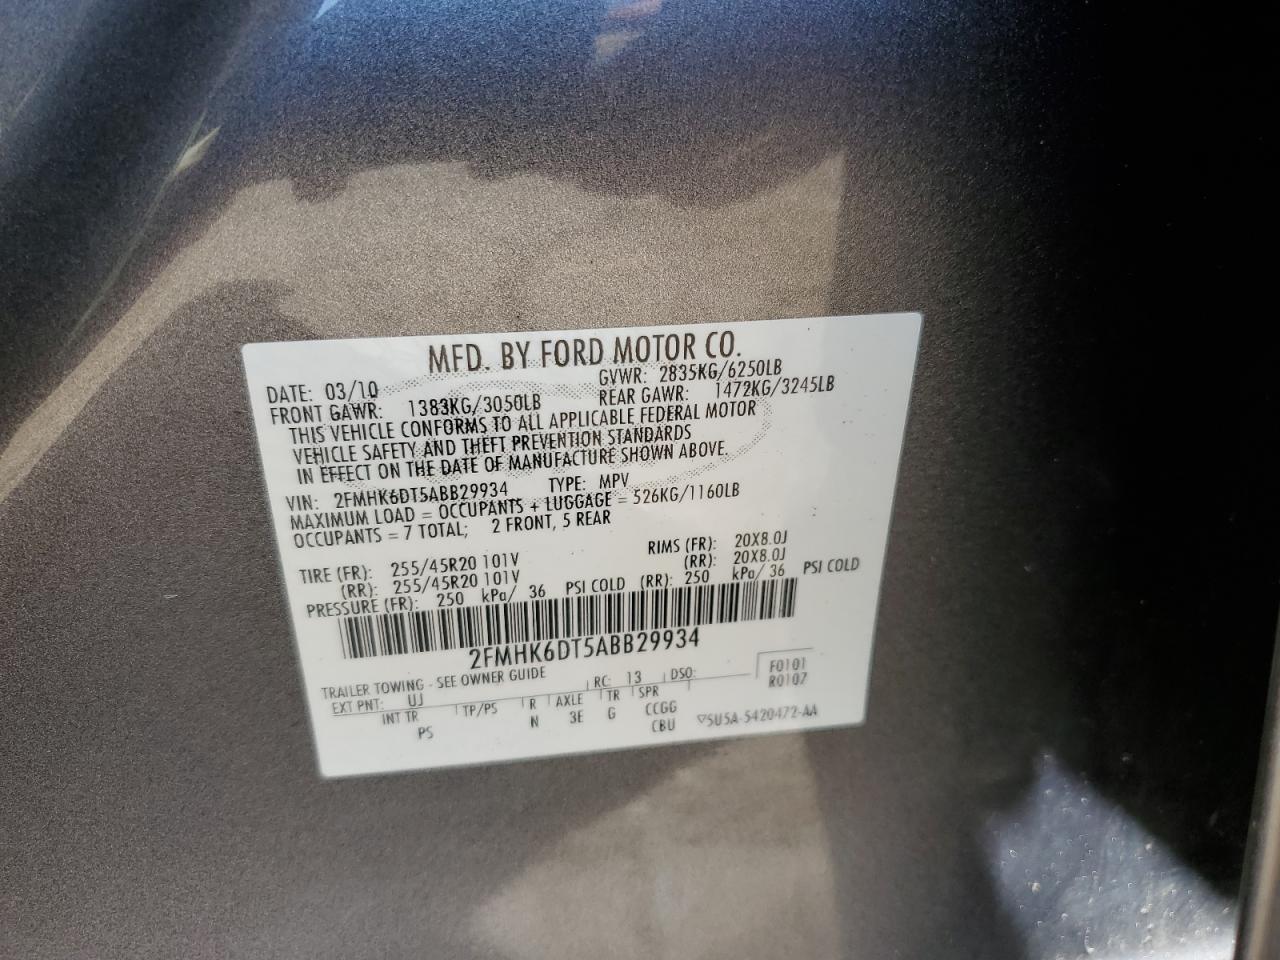 MFD. BY FORD MOTOR CO.
DATE: 03/10 GVWR: 2835KG/6250LB
FRONT GAWR: 1383KG/3050LB REAR GAWR: 1472KG/3245LB
THIS VEHICLE CONFORMS TO ALL APPLICABLE FEDERAL MOTOR
VEHICLE SAFETY AND THEFT PREVENTION STANDARDS
IN EFFECT ON THE DATE OF MANUFACTURE SHOWN ABOVE.
VIN: 2FMHK6DT5ABB29934 TYPE: MPV
MAXIMUM LOAD = OCCUPANTS + LUGGAGE = 526KG/1160LB
OCCUPANTS = 7 TOTAL; 2 FRONT, 5 REAR
TIRE (FR): 255/45R20 101V RIMS (FR): 20X8.0J
(RR): 255/45R20 101V (RR): 20X8.0J
PRESSURE (FR): 250 kPa/ 36 PSI COLD (RR): 250 kPa/ 36 PSI COLD
2FMHK6DT5ABB29934
TRAILER TOWING - SEE OWNER GUIDE
EXT PNT: UJ RC: 13 DSO: F0101
R0107
INT TR TP/PS R AXLE TR SPR
PS N 3E G CCGG
CBU 5U5A-5420472-AA